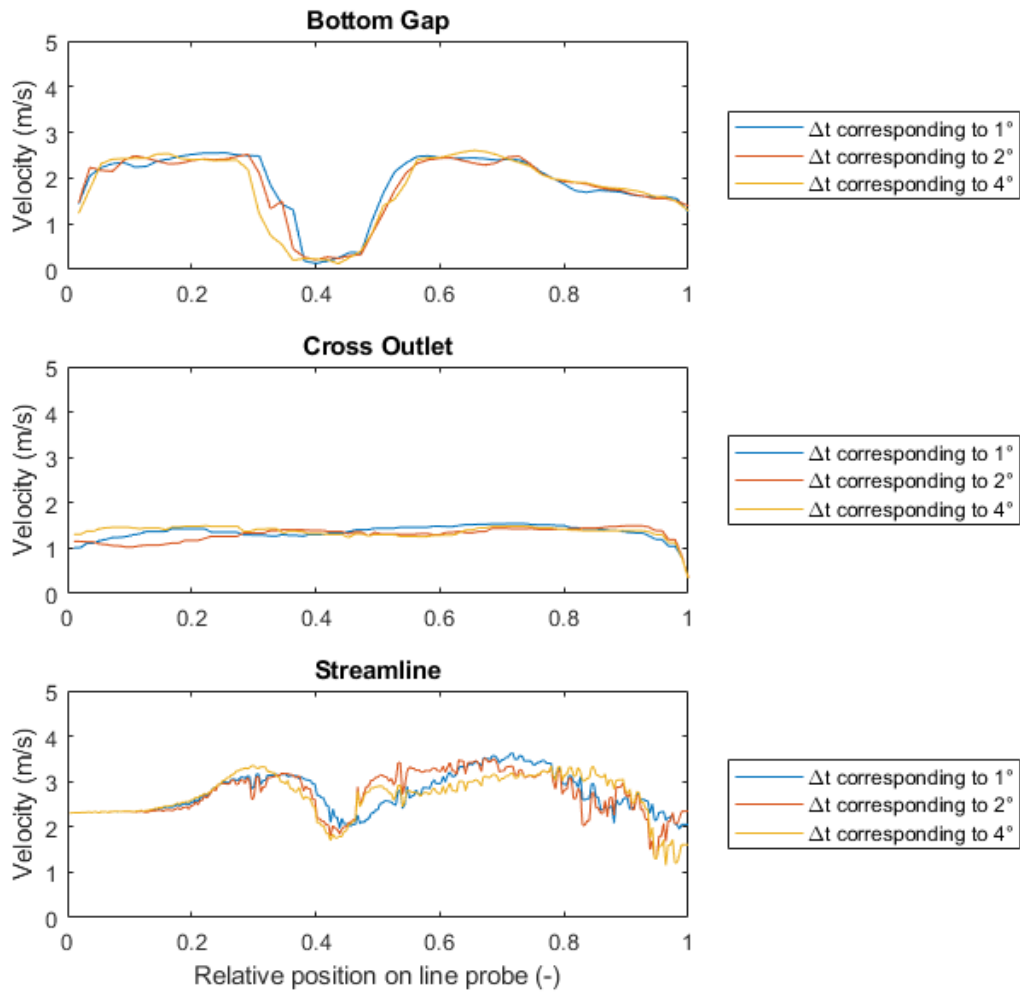 Bottom Gap
5
4
3
2
1
0
Velocity (m/s)
0 0.2 0.4 0.6 0.8 1
Δt corresponding to 1°
Δt corresponding to 2°
Δt corresponding to 4°
Cross Outlet
5
4
3
2
1
0
Velocity (m/s)
0 0.2 0.4 0.6 0.8 1
Δt corresponding to 1°
Δt corresponding to 2°
Δt corresponding to 4°
Streamline
5
4
3
2
1
0
Velocity (m/s)
0 0.2 0.4 0.6 0.8 1
Relative position on line probe (-)
Δt corresponding to 1°
Δt corresponding to 2°
Δt corresponding to 4°